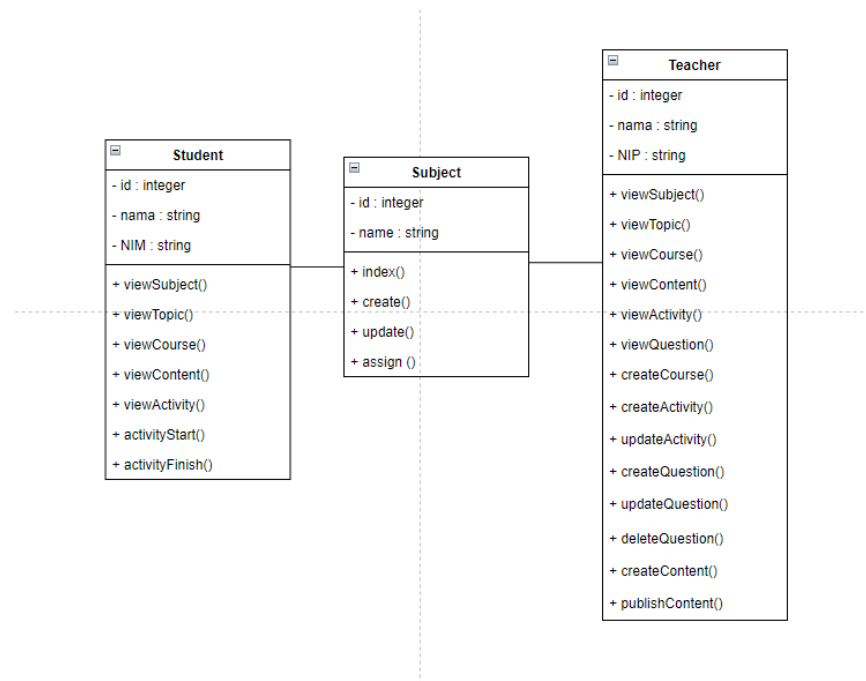 Student
- id : integer
- nama : string
- NIM : string
+ viewSubject()
+ viewTopic()
+ viewCourse()
+ viewContent()
+ viewActivity()
+ activityStart()
+ activityFinish()
Subject
- id : integer
- name : string
+ index()
+ create()
+ update()
+ assign ()
Teacher
- id : integer
- nama : string
- NIP : string
+ viewSubject()
+ viewTopic()
+ viewCourse()
+ viewContent()
+ viewActivity()
+ viewQuestion()
+ createCourse()
+ createActivity()
+ updateActivity()
+ createQuestion()
+ updateQuestion()
+ deleteQuestion()
+ createContent()
+ publishContent()